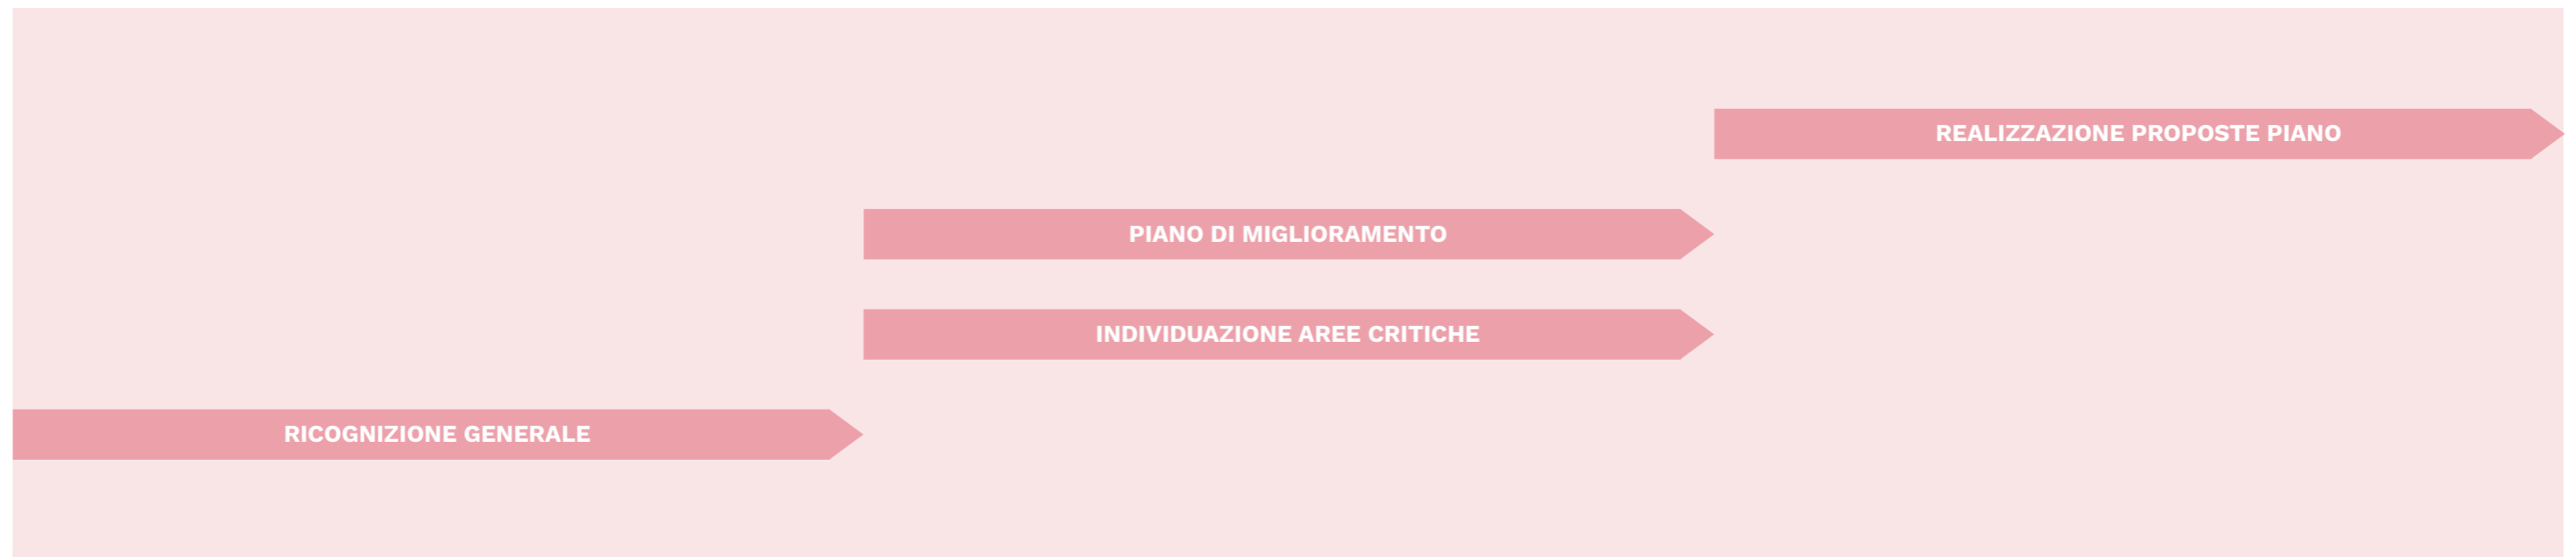 REALIZZAZIONE PROPOSTE PIANO
PIANO DI MIGLIORAMENTO
INDIVIDUAZIONE AREE CRITICHE
RICOGNIZIONE GENERALE